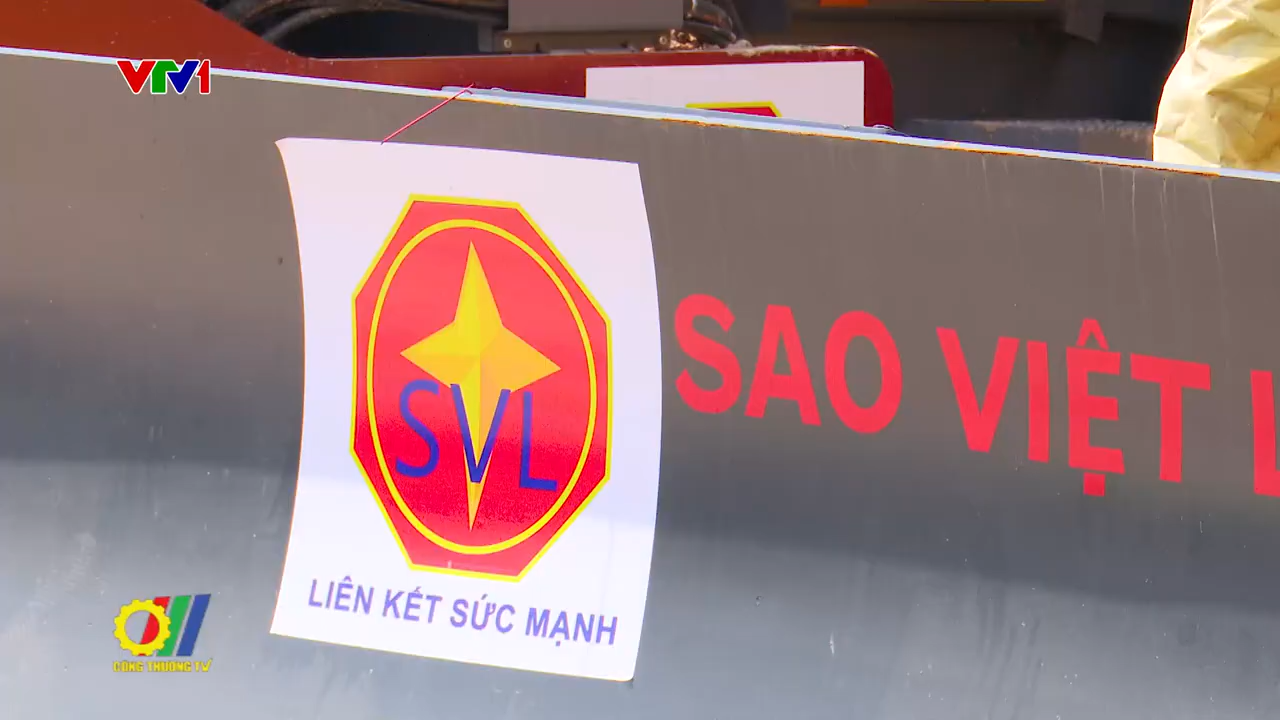 VTV1
SAO VIỆT L
SVL
LIÊN KẾT SỨC MẠNH
CÔNG THƯƠNG TV